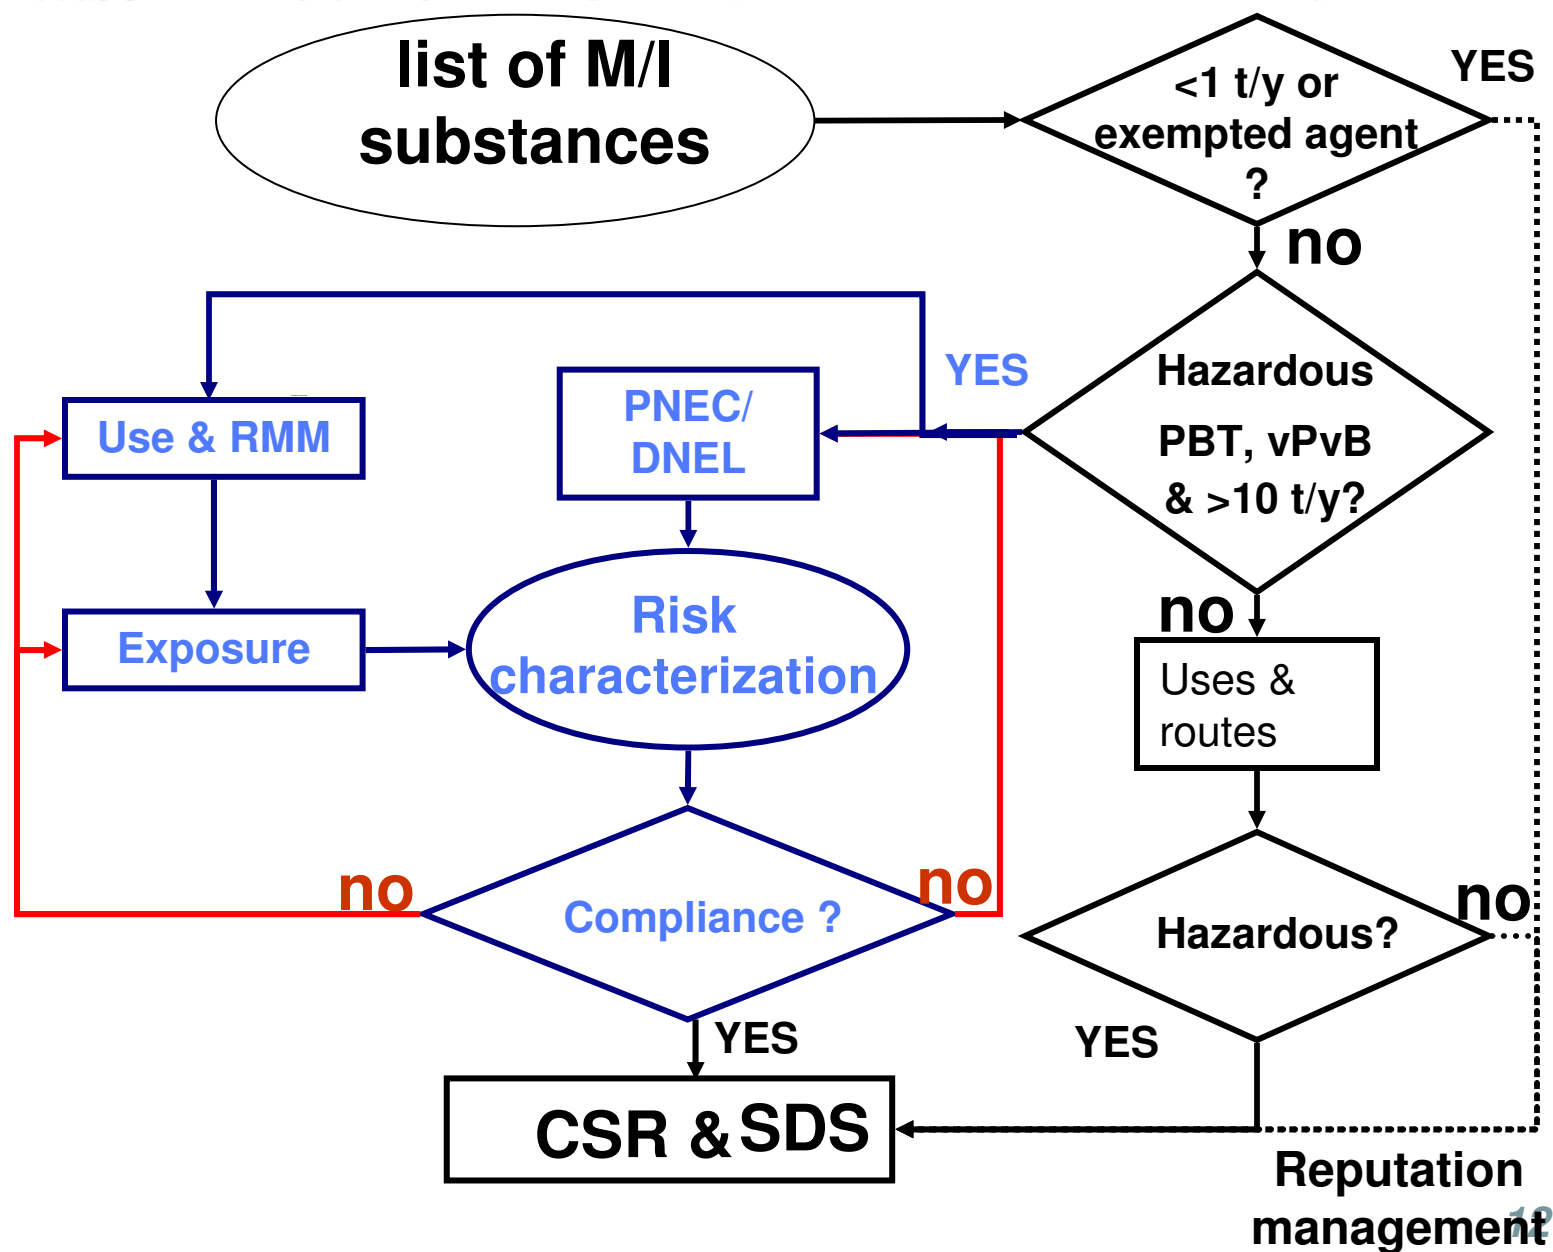 list of M/I
substances
<1 t/y or
exempted agent
?
YES
no
Hazardous
PBT, vPvB
& >10 t/y?
YES
PNEC/
DNEL
Use & RMM
Exposure
Risk
characterization
no
Uses &
routes
Compliance ?
no
no
Hazardous?
no
YES
YES
CSR & SDS
Reputation
management
12